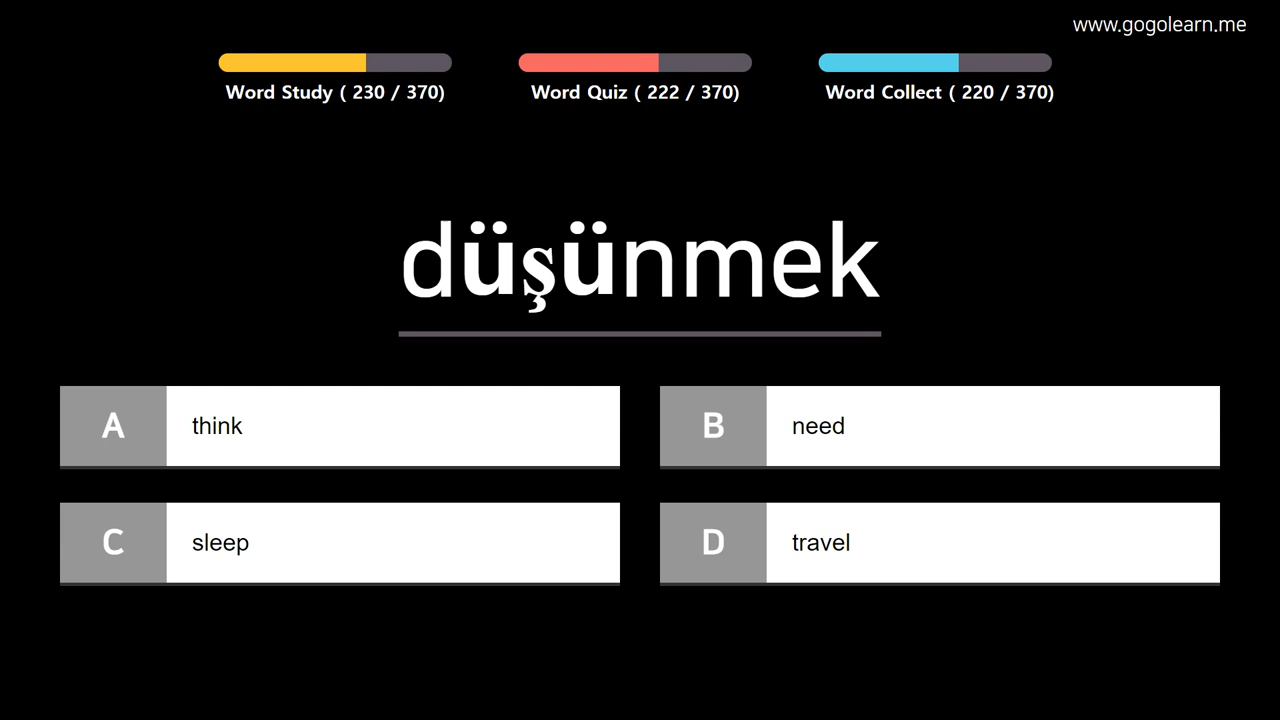 www.gogolearn.me
Word Study ( 230 / 370)
Word Quiz ( 222 / 370)
Word Collect ( 220 / 370)
düşünmek
A think
B need
C sleep
D travel